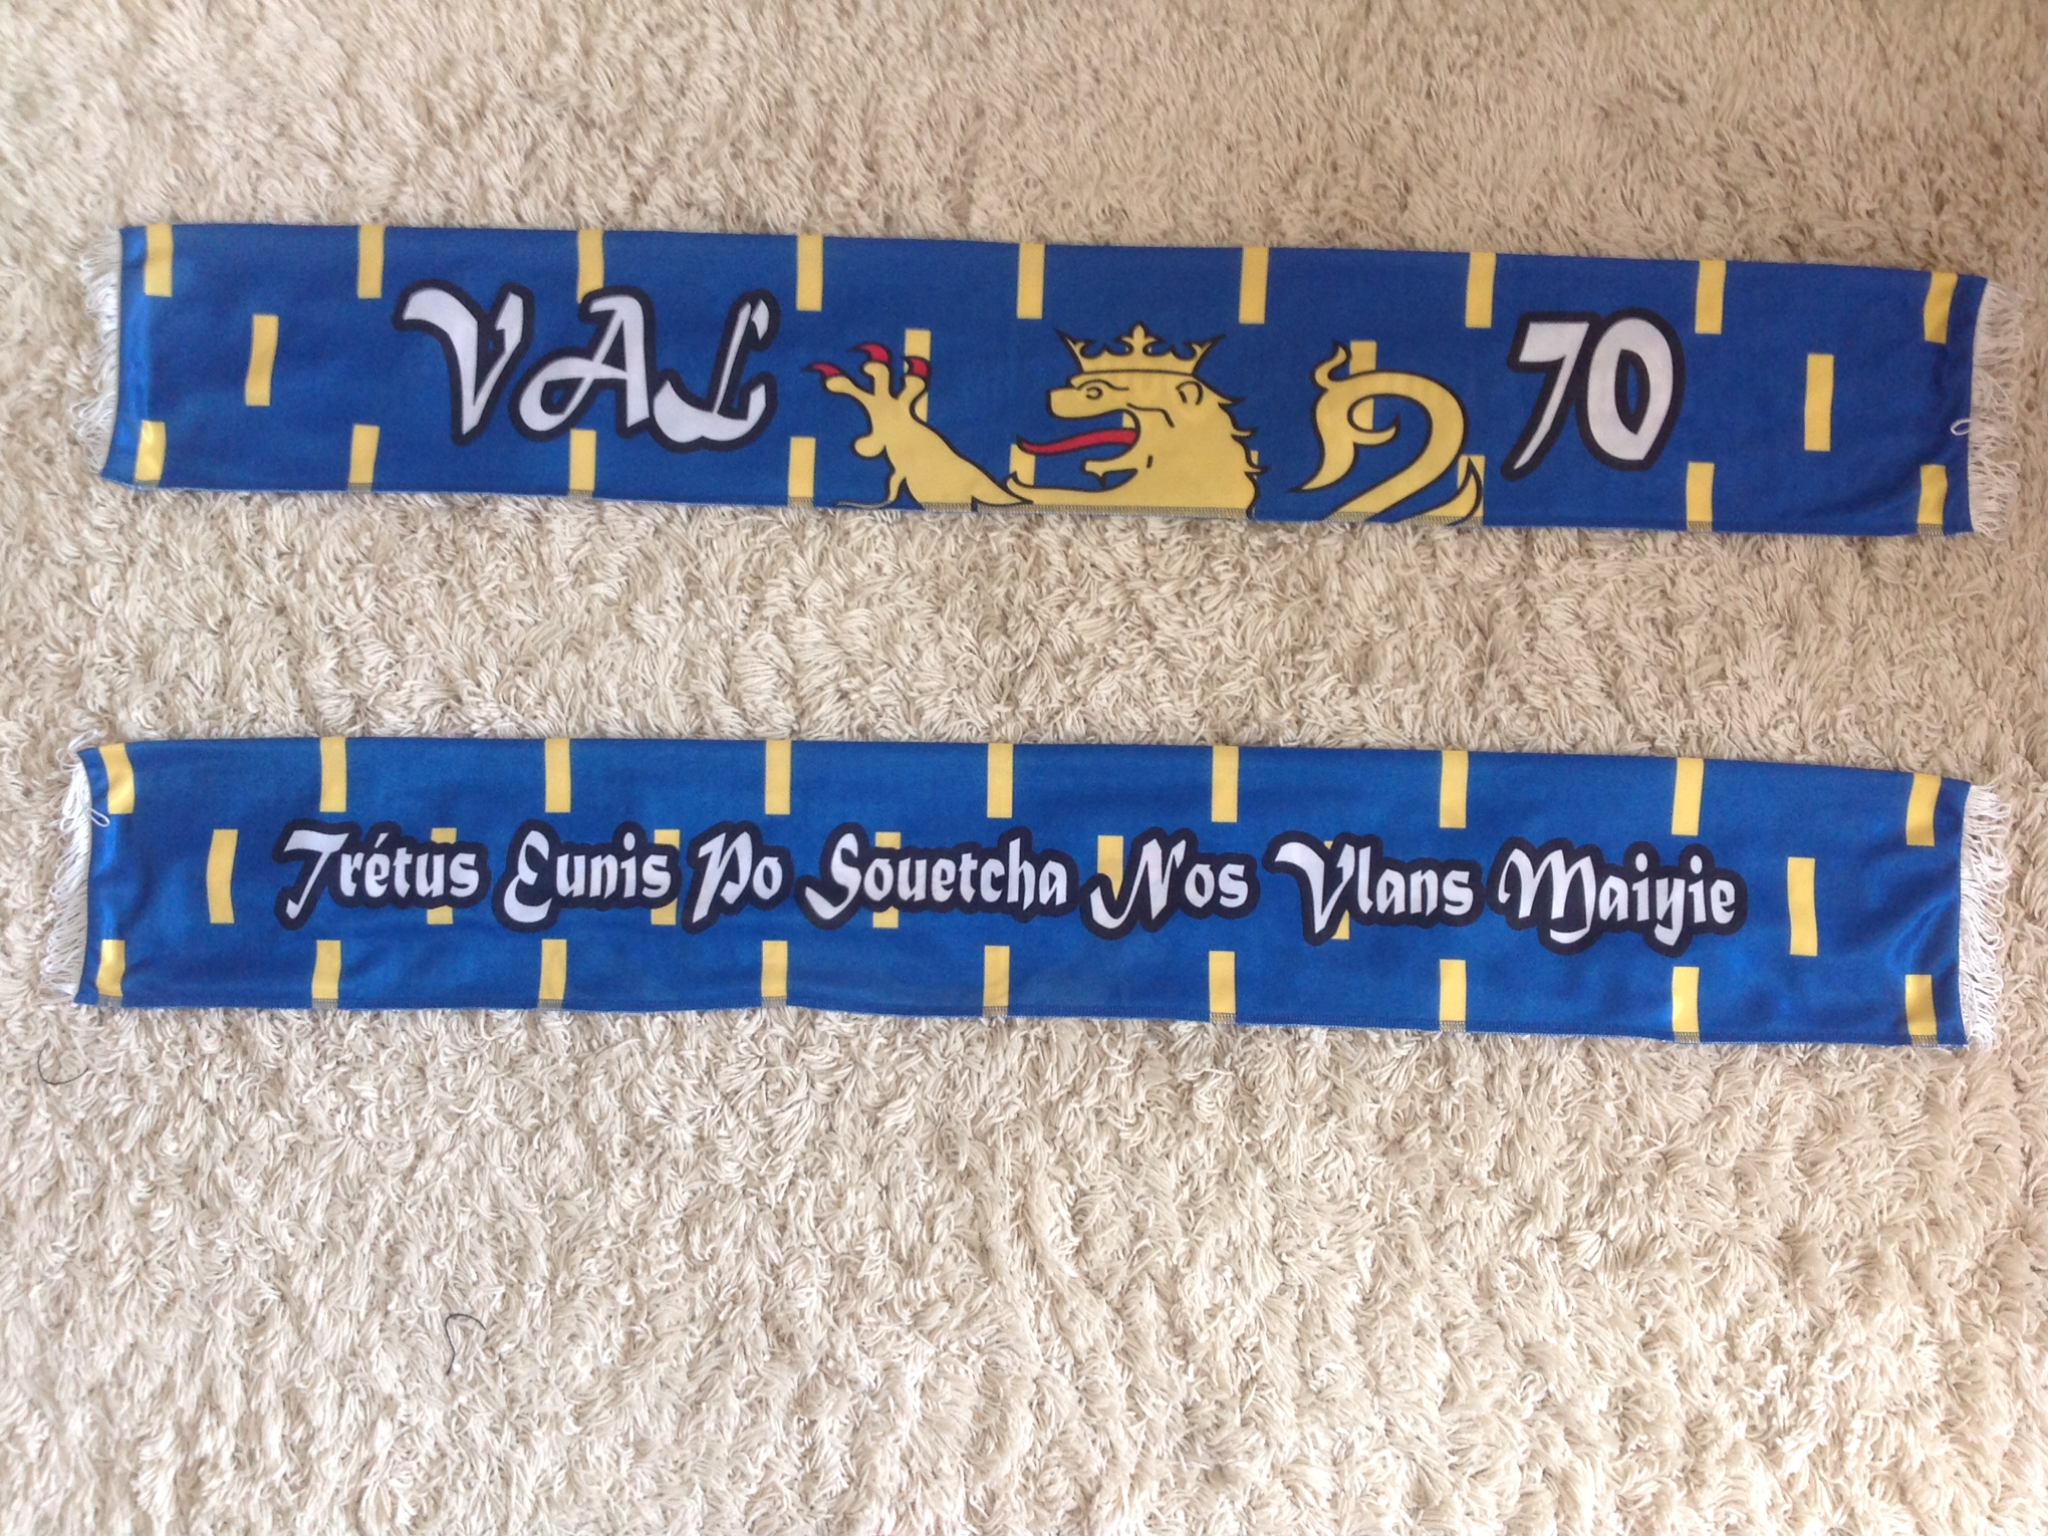 VAL 70
Trétus Eunis Po Souetcha Nos Vlans Maiyie